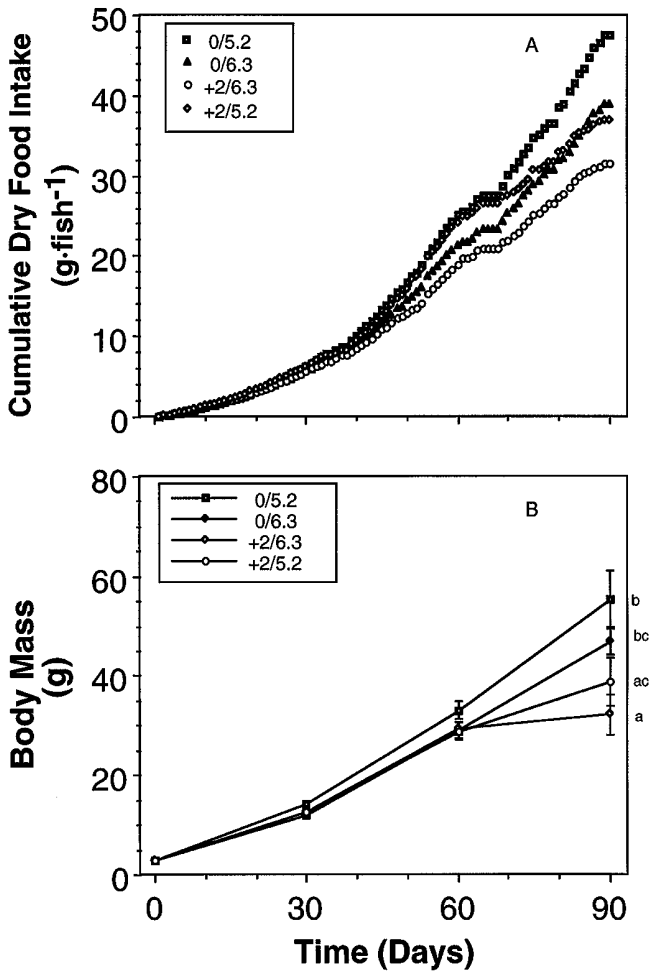 Cumulative Dry Food Intake
(g·fish-1)
50
40
30
20
10
0
0/5.2
0/6.3
+2/6.3
+2/5.2
A
Body Mass
(g)
80
60
40
20
0
0/5.2
0/6.3
+2/6.3
+2/5.2
B
b
bc
ac
a
0
30
60
90
Time (Days)